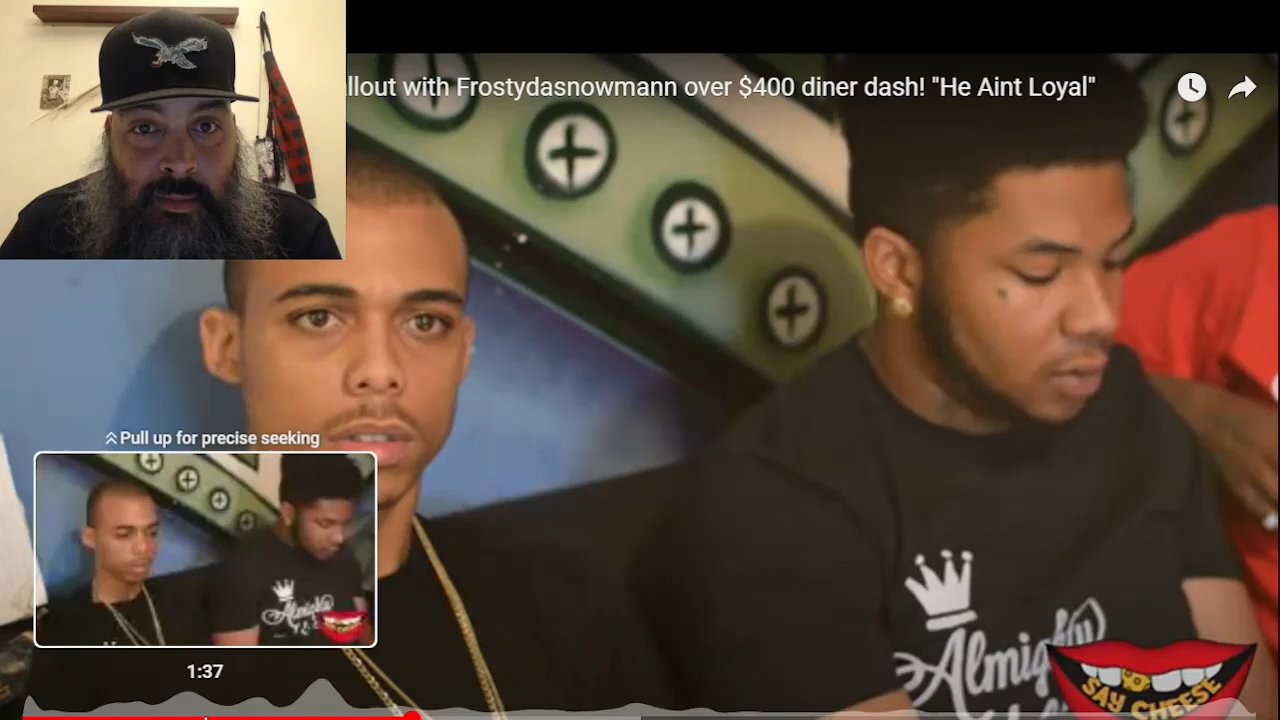 llout with Frostydasnowmann over $400 diner dash! "He Aint Loyal"
Pull up for precise seeking
Almighty
1:37
Almighty
SAY CHEESE